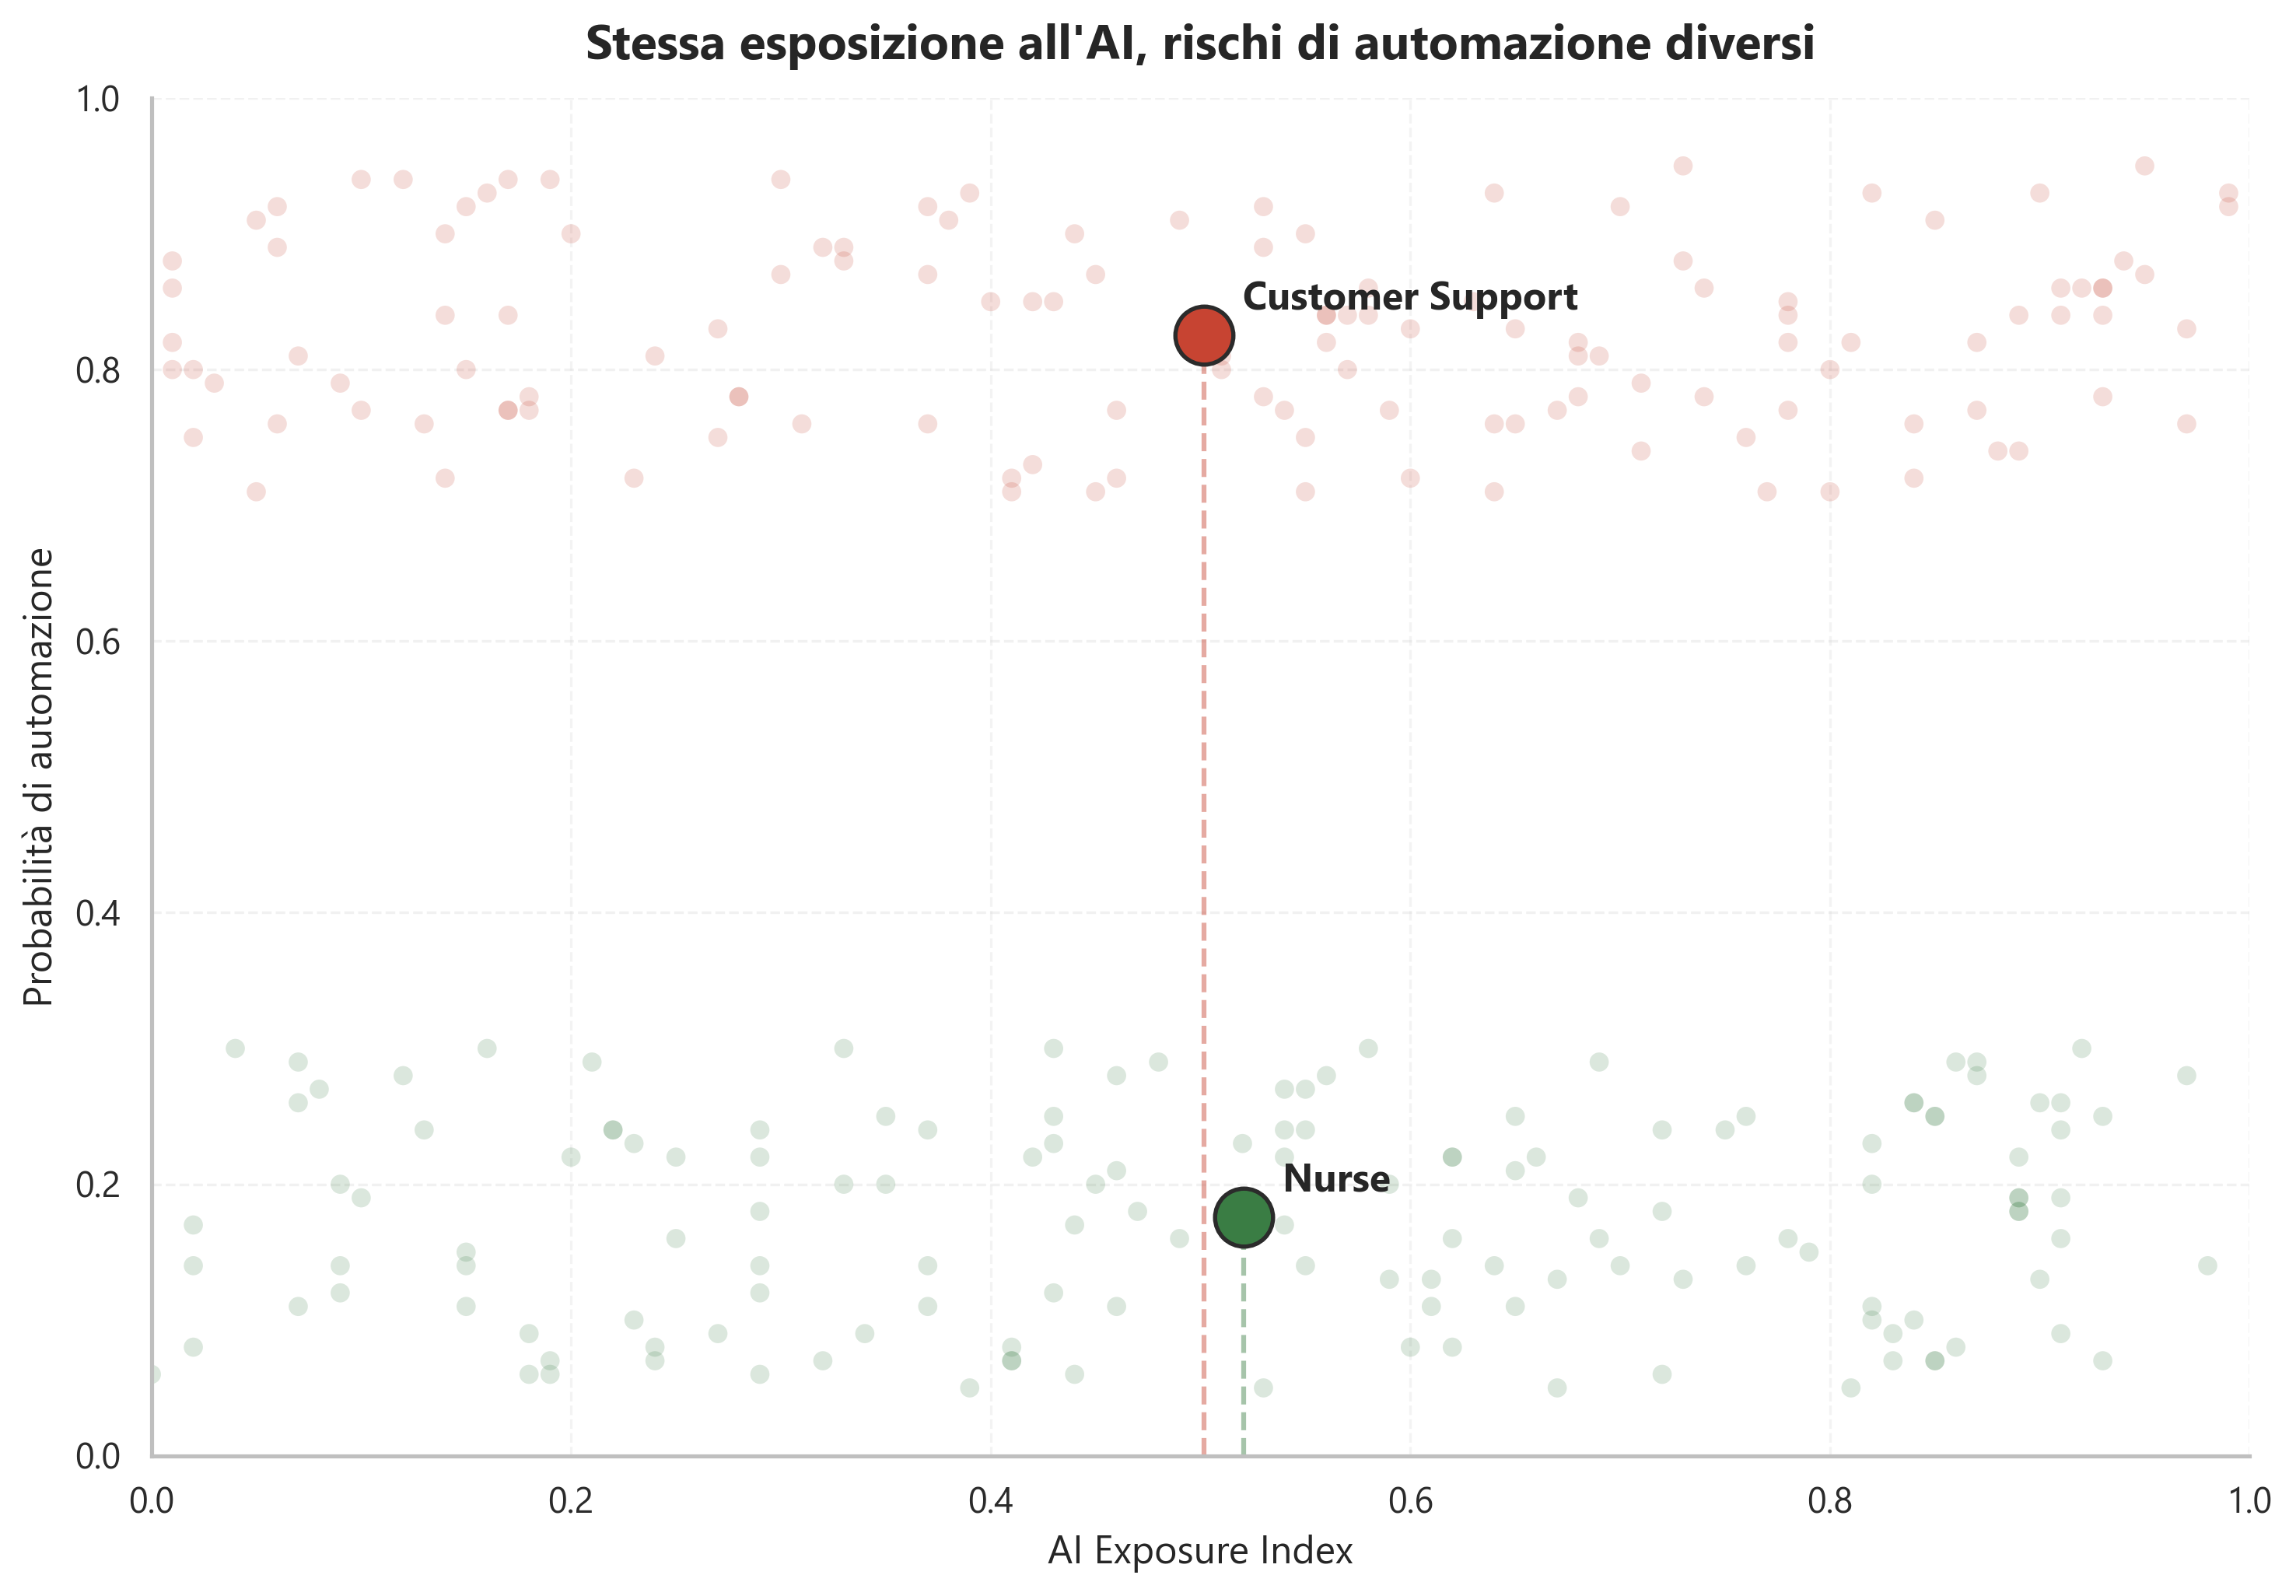 Stessa esposizione all'AI, rischi di automazione diversi
1.0
0.8
0.6
0.4
0.2
0.0
Probabilità di automazione
Customer Support
Nurse
0.0
0.2
0.4
0.6
0.8
1.0
AI Exposure Index